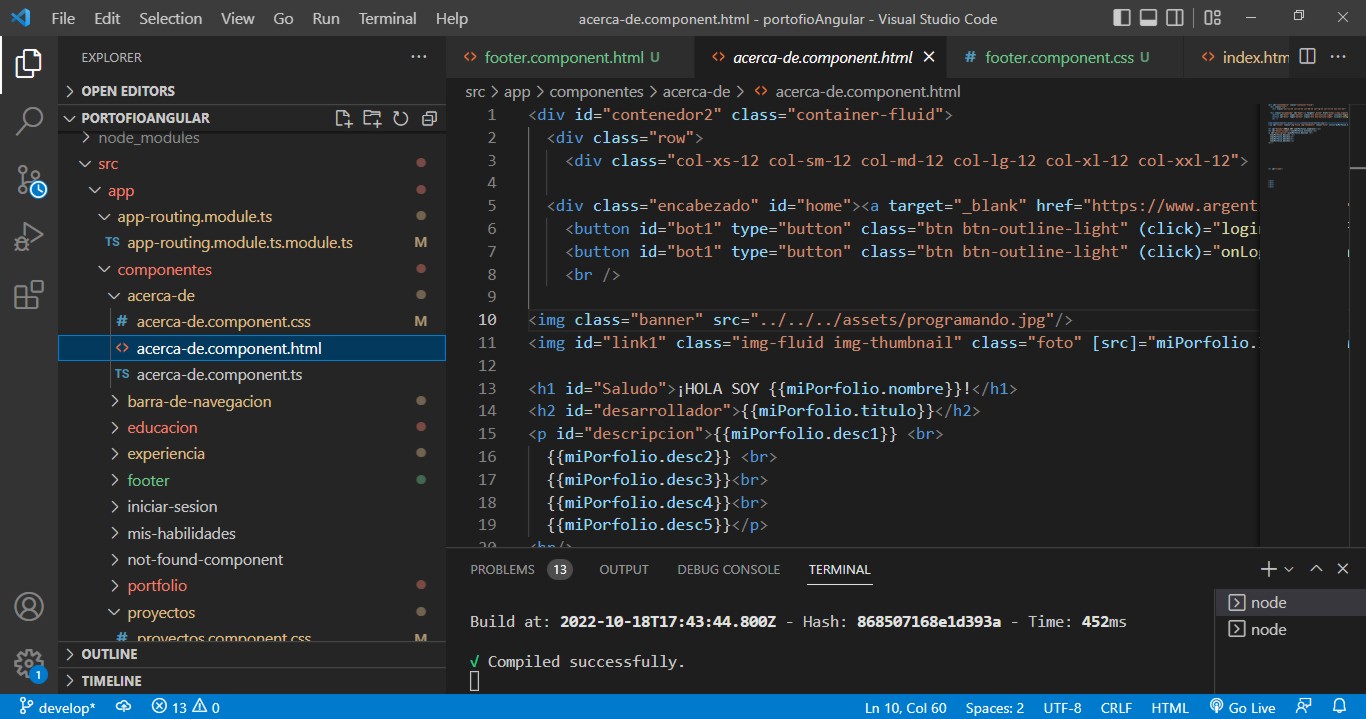 File Edit Selection View Go Run Terminal Help acerca-de.component.html - portofioAngular - Visual Studio Code
EXPLORER
OPEN EDITORS
PORTOFIOANGULAR
node_modules
src
app
app-routing.module.ts
TS app-routing.module.ts.module.ts M
componentes
acerca-de
# acerca-de.component.css M
<> acerca-de.component.html
TS acerca-de.component.ts
barra-de-navegacion
educacion
experiencia
footer
iniciar-sesion
mis-habilidades
not-found-component
portfolio
proyectos
# proyectos.component.css M
OUTLINE
TIMELINE
<> footer.component.html U <> acerca-de.component.html # footer.component.css U <> index.htm
src > app > componentes > acerca-de > <> acerca-de.component.html
1 <div id="contenedor2" class="container-fluid">
2 <div class="row">
3 <div class="col-xs-12 col-sm-12 col-md-12 col-lg-12 col-xl-12 col-xxl-12">
4
5 <div class="encabezado" id="home"><a target="_blank" href="https://www.argent
6 <button id="bot1" type="button" class="btn btn-outline-light" (click)="logi
7 <button id="bot1" type="button" class="btn btn-outline-light" (click)="onLo
8 <br />
9
10 <img class="banner" src="../../../assets/programando.jpg"/>
11 <img id="link1" class="img-fluid img-thumbnail" class="foto" [src]="miPorfolio.
12
13 <h1 id="Saludo">¡HOLA SOY {{miPorfolio.nombre}}!</h1>
14 <h2 id="desarrollador">{{miPorfolio.titulo}}</h2>
15 <p id="descripcion">{{miPorfolio.desc1}} <br>
16 {{miPorfolio.desc2}} <br>
17 {{miPorfolio.desc3}}<br>
18 {{miPorfolio.desc4}}<br>
19 {{miPorfolio.desc5}}</p>
20 <br/>
PROBLEMS 13 OUTPUT DEBUG CONSOLE TERMINAL
Build at: 2022-10-18T17:43:44.800Z - Hash: 868507168e1d393a - Time: 452ms
√ Compiled successfully.
node
node
1
develop* 13 0 Ln 10, Col 60 Spaces: 2 UTF-8 CRLF HTML Go Live